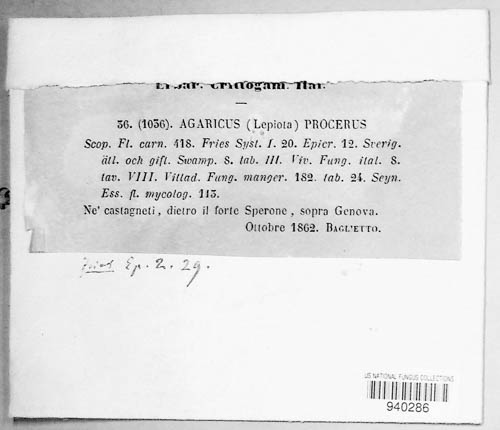 Erbar. Crittogam. Ital.
36. (1036). AGARICUS (Lepiota) PROCERUS
Scop. Fl. carn. 418. Fries Syst. I. 20. Epicr. 12. Sverig.
ätl. och gift. Swamp. 8. tab. III. Viv. Fung. ital. 8.
tav. VIII. Vittad. Fung. manger. 182. tab. 24. Seyn.
Ess. fl. mycolog. 113.
Ne' castagneti, dietro il forte Sperone, sopra Genova.
Ottobre 1862. BAGLIETTO.
Fries Ep. 2. 29.
US NATIONAL FUNGUS COLLECTIONS
940286